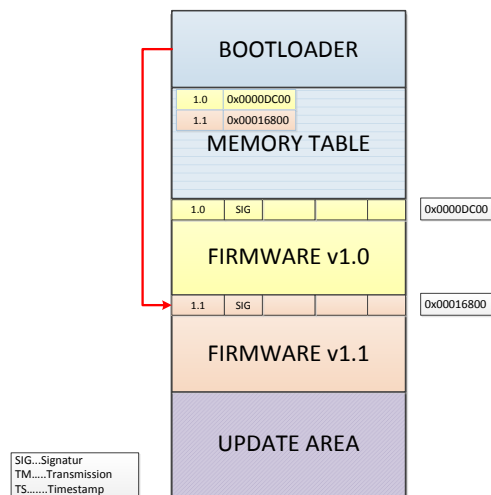 BOOTLOADER
1.0 0x0000DC00
1.1 0x00016800
MEMORY TABLE
1.0 SIG 0x0000DC00
FIRMWARE v1.0
1.1 SIG 0x00016800
FIRMWARE v1.1
UPDATE AREA
SIG...Signatur
TM.....Transmission
TS.......Timestamp